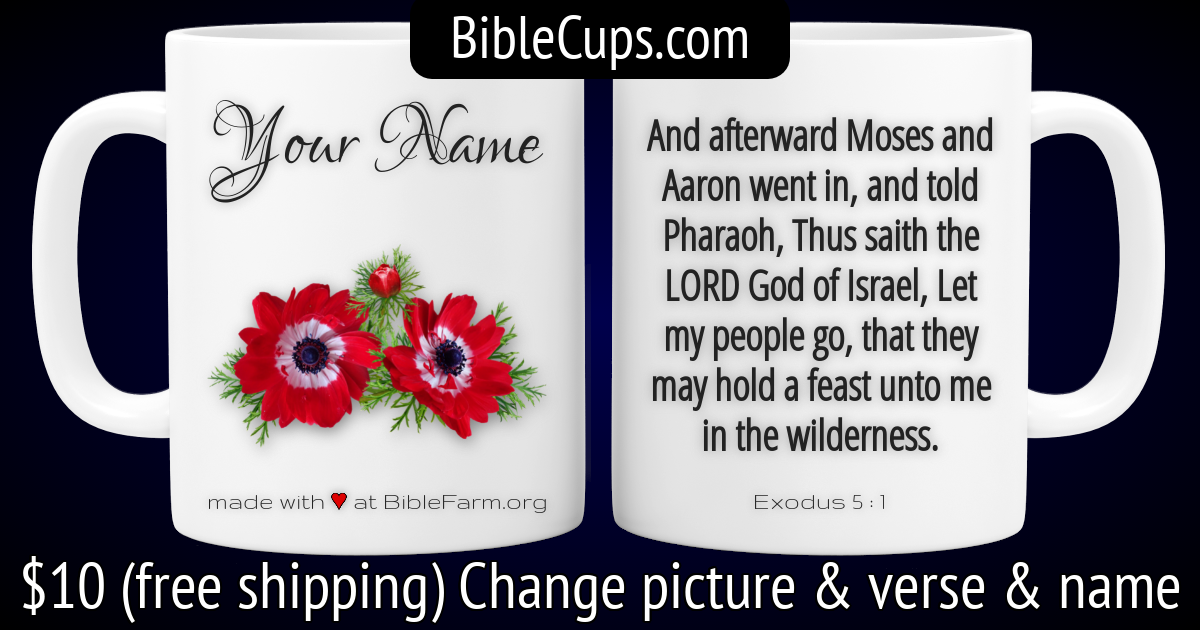 BibleCups.com
Your Name
made with ♥ at BibleFarm.org
And afterward Moses and
Aaron went in, and told
Pharaoh, Thus saith the
LORD God of Israel, Let
my people go, that they
may hold a feast unto me
in the wilderness.
Exodus 5:1
$10 (free shipping) Change picture & verse & name